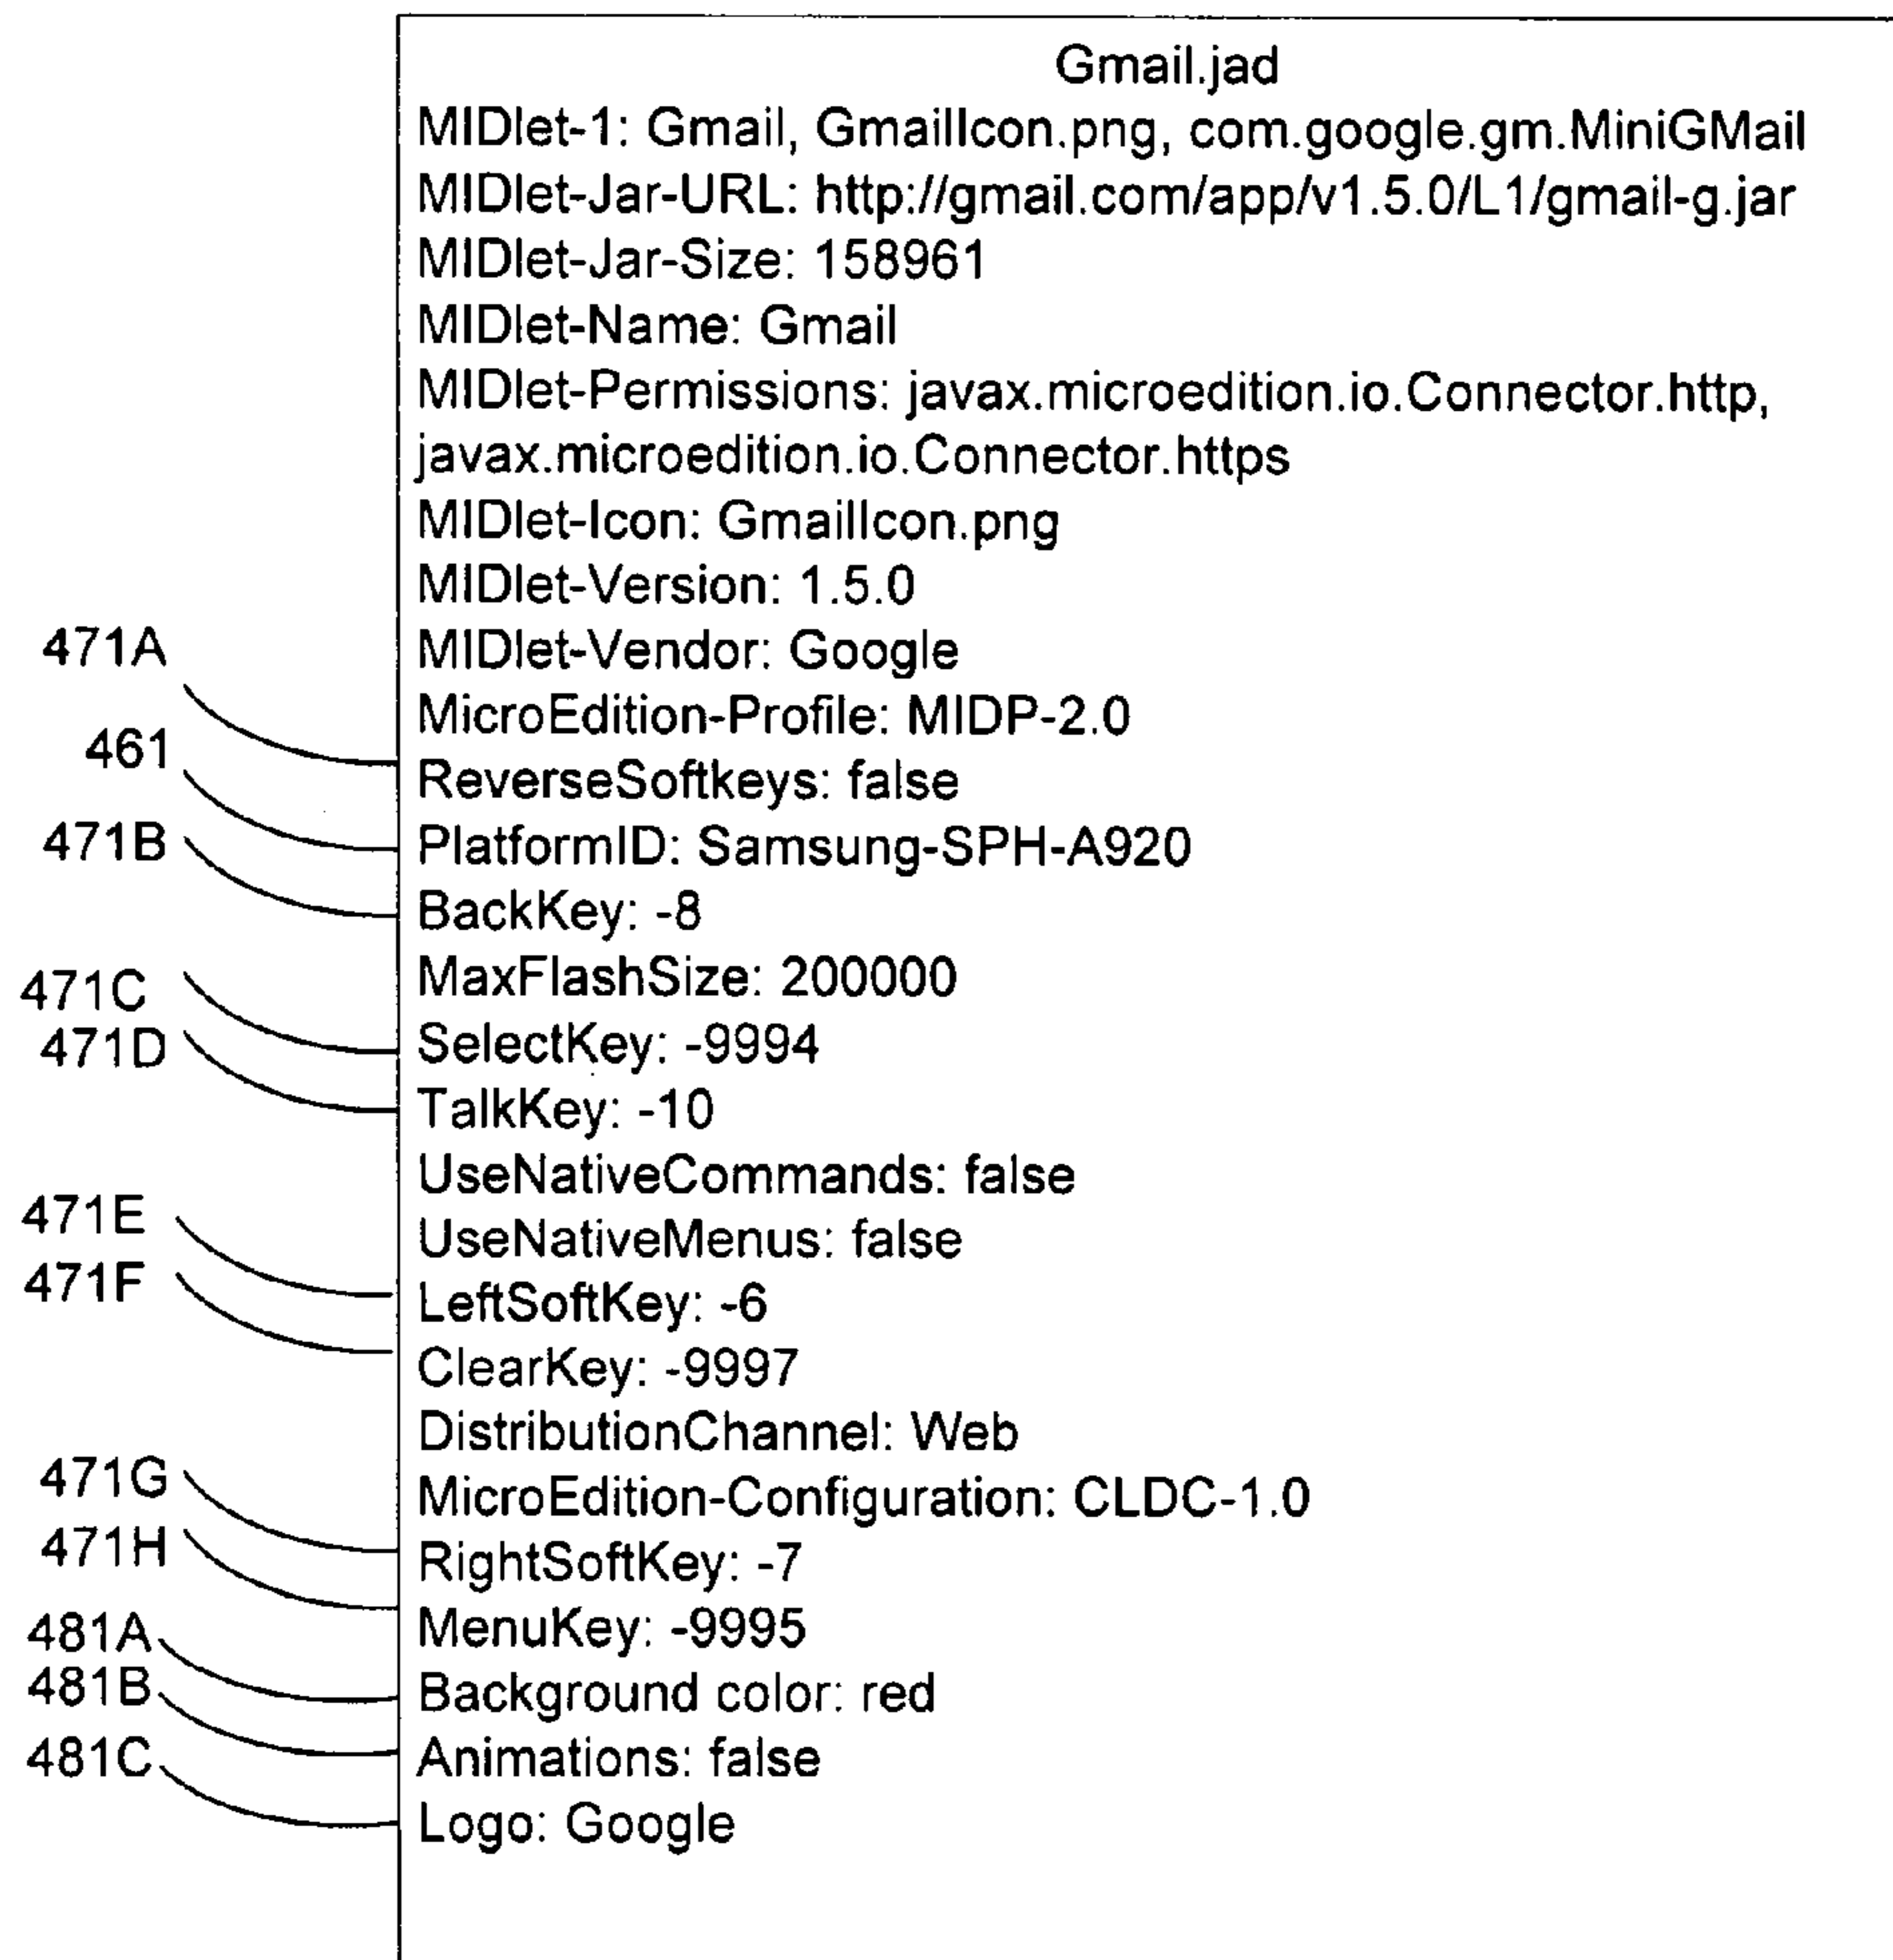 Gmail.jad
MIDlet-1: Gmail, GmailIcon.png, com.google.gm.MiniGMail
MIDlet-Jar-URL: http://gmail.com/app/v1.5.0/L1/gmail-g.jar
MIDlet-Jar-Size: 158961
MIDlet-Name: Gmail
MIDlet-Permissions: javax.microedition.io.Connector.http,
javax.microedition.io.Connector.https
MIDlet-Icon: GmailIcon.png
MIDlet-Version: 1.5.0
471A
MIDlet-Vendor: Google
MicroEdition-Profile: MIDP-2.0
461
ReverseSoftkeys: false
471B
PlatformID: Samsung-SPH-A920
BackKey: -8
471C
MaxFlashSize: 200000
471D
SelectKey: -9994
TalkKey: -10
UseNativeCommands: false
471E
UseNativeMenus: false
471F
LeftSoftKey: -6
ClearKey: -9997
DistributionChannel: Web
471G
MicroEdition-Configuration: CLDC-1.0
471H
RightSoftKey: -7
481A
MenuKey: -9995
481B
Background color: red
481C
Animations: false
Logo: Google